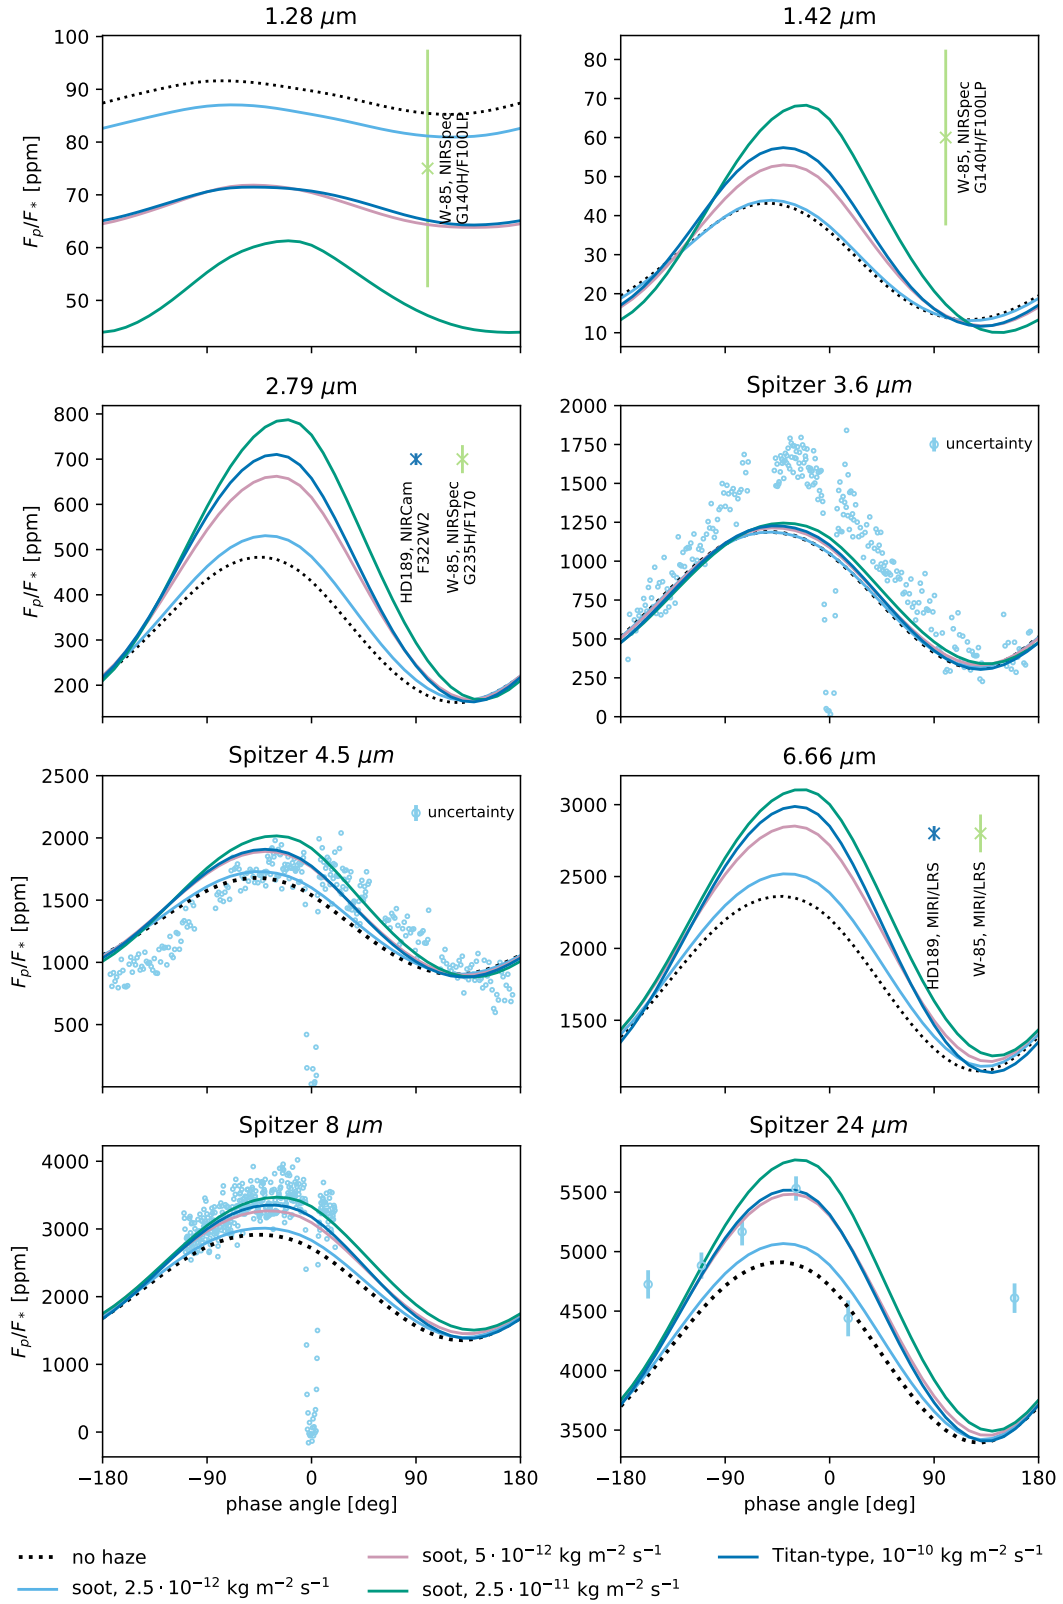 1.28 μm
100
90
80
70
60
50
F_p/F_* [ppm]
W-85, NIRSpec
G140H/F100LP
1.42 μm
80
70
60
50
40
30
20
10
W-85, NIRSpec
G140H/F100LP
2.79 μm
800
700
600
500
400
300
200
F_p/F_* [ppm]
HD189, NIRCam
F322W2
W-85, NIRSpec
G235H/F170
Spitzer 3.6 μm
2000
1750
1500
1250
1000
750
500
250
0
uncertainty
Spitzer 4.5 μm
2500
2000
1500
1000
500
F_p/F_* [ppm]
uncertainty
6.66 μm
3000
2500
2000
1500
HD189, MIRI/LRS
W-85, MIRI/LRS
Spitzer 8 μm
4000
3000
2000
1000
0
F_p/F_* [ppm]
−180 −90 0 90 180
phase angle [deg]
Spitzer 24 μm
5500
5000
4500
4000
3500
−180 −90 0 90 180
phase angle [deg]
no haze
soot, 2.5 · 10⁻¹² kg m⁻² s⁻¹
soot, 5 · 10⁻¹² kg m⁻² s⁻¹
soot, 2.5 · 10⁻¹¹ kg m⁻² s⁻¹
Titan-type, 10⁻¹⁰ kg m⁻² s⁻¹